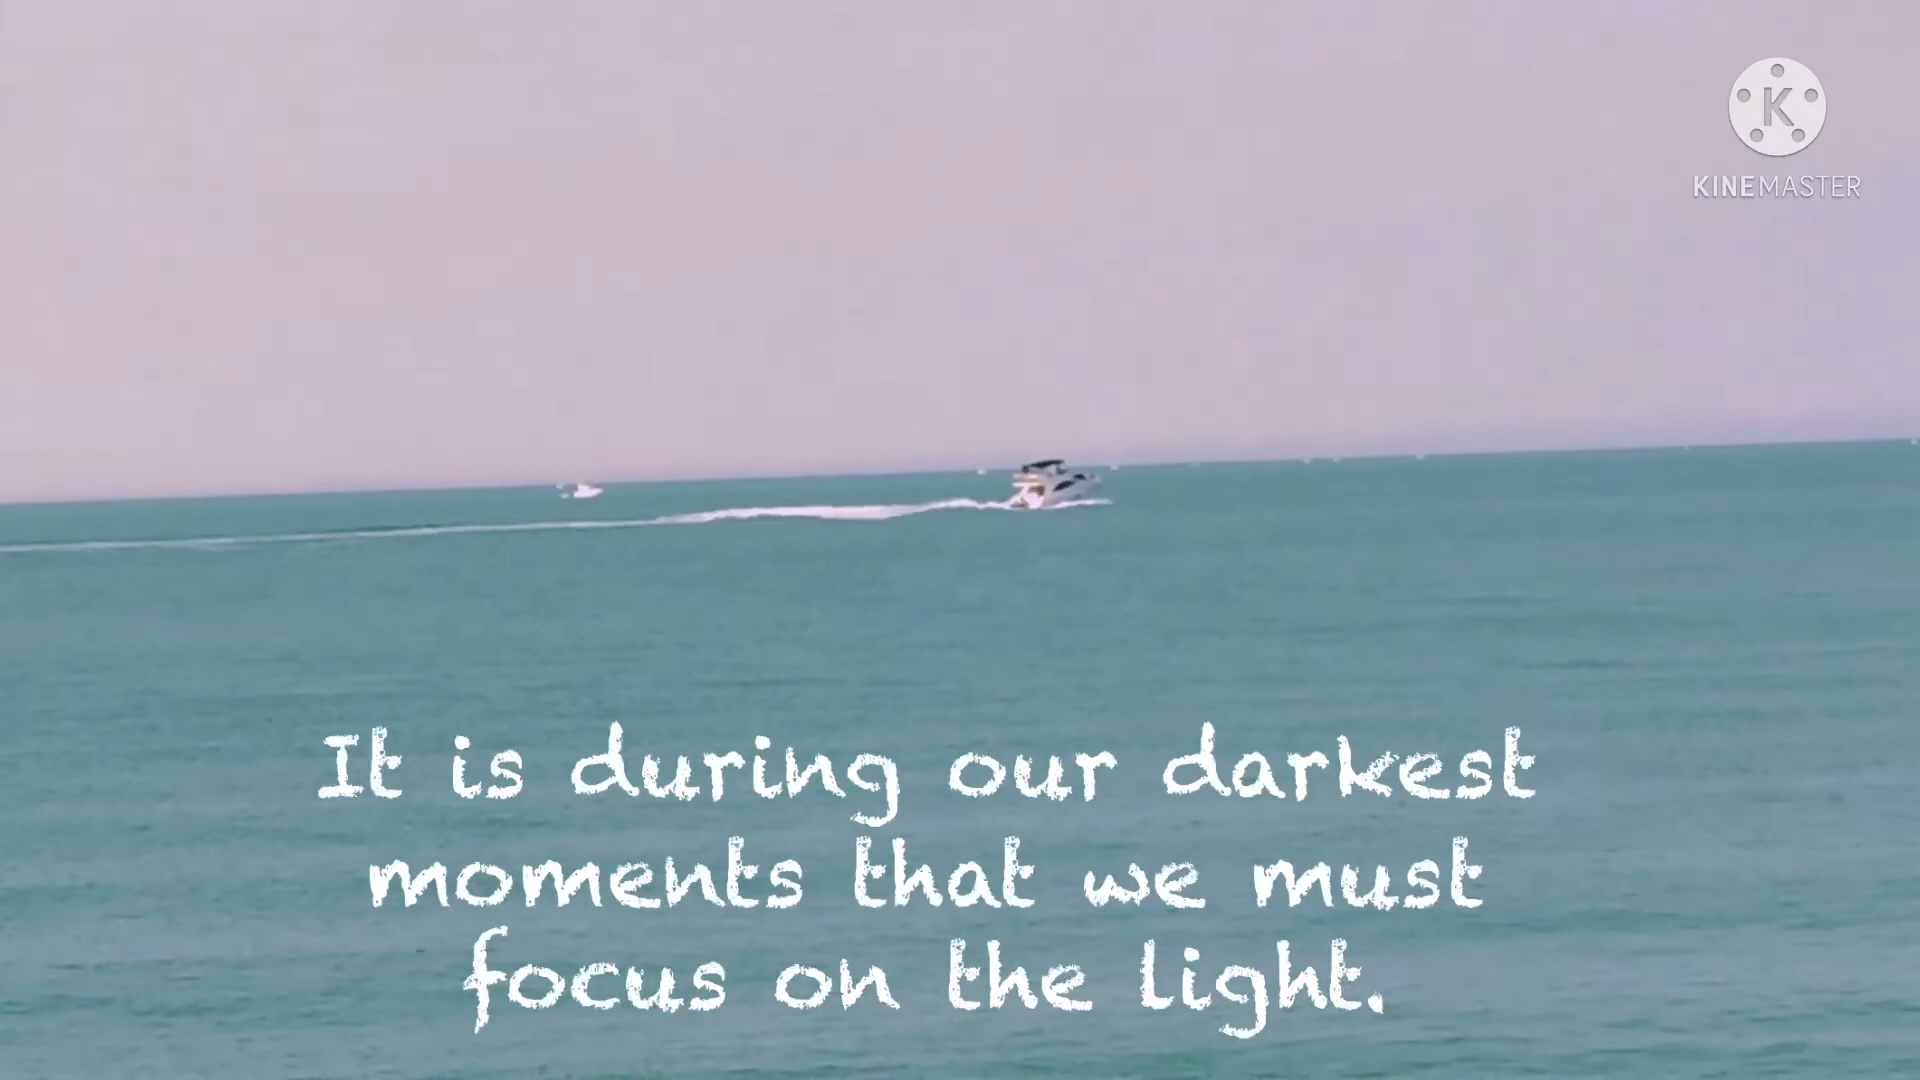 K
KINEMASTER
It is during our darkest
moments that we must
focus on the light.